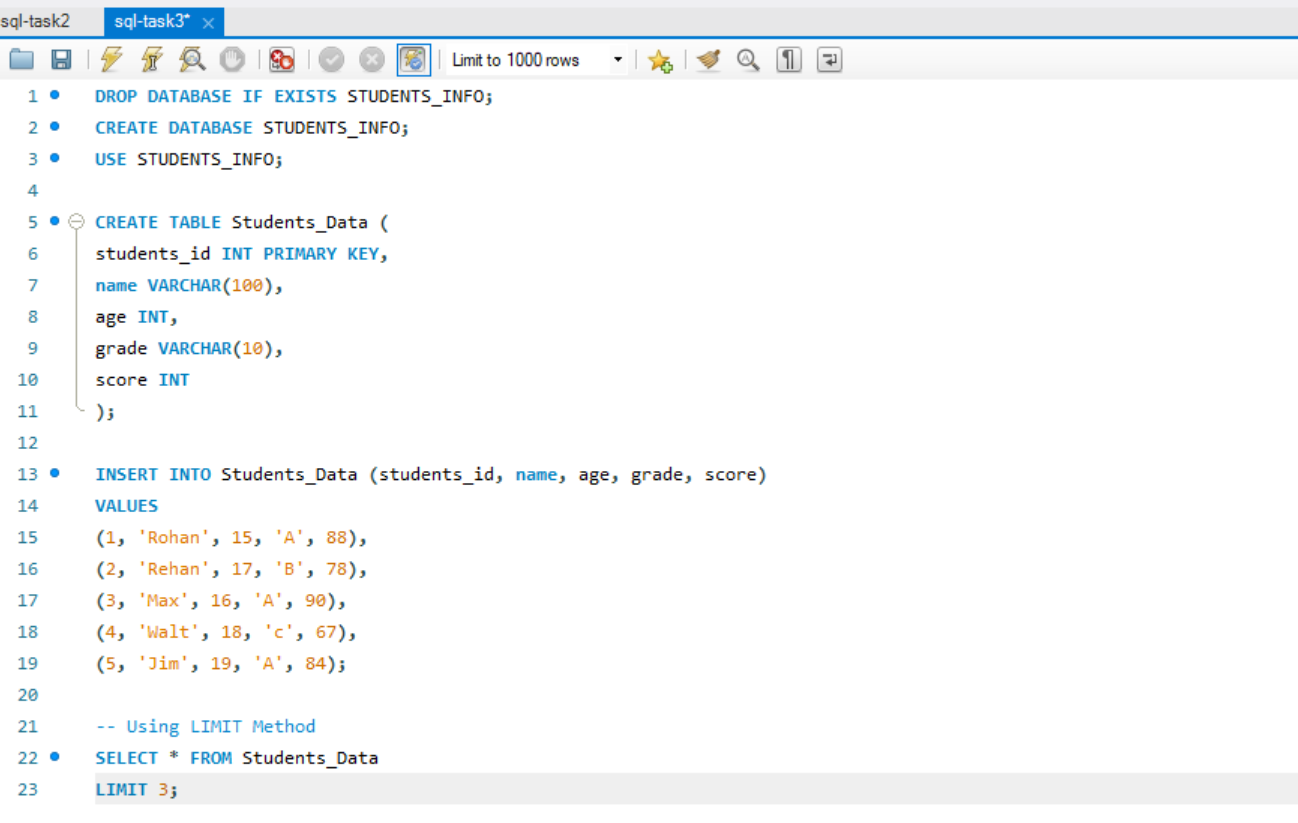 sql-task2 sql-task3*
Limit to 1000 rows
1 DROP DATABASE IF EXISTS STUDENTS_INFO;
2 CREATE DATABASE STUDENTS_INFO;
3 USE STUDENTS_INFO;
4
5 CREATE TABLE Students_Data (
6 students_id INT PRIMARY KEY,
7 name VARCHAR(100),
8 age INT,
9 grade VARCHAR(10),
10 score INT
11 );
12
13 INSERT INTO Students_Data (students_id, name, age, grade, score)
14 VALUES
15 (1, 'Rohan', 15, 'A', 88),
16 (2, 'Rehan', 17, 'B', 78),
17 (3, 'Max', 16, 'A', 90),
18 (4, 'Walt', 18, 'c', 67),
19 (5, 'Jim', 19, 'A', 84);
20
21 -- Using LIMIT Method
22 SELECT * FROM Students_Data
23 LIMIT 3;